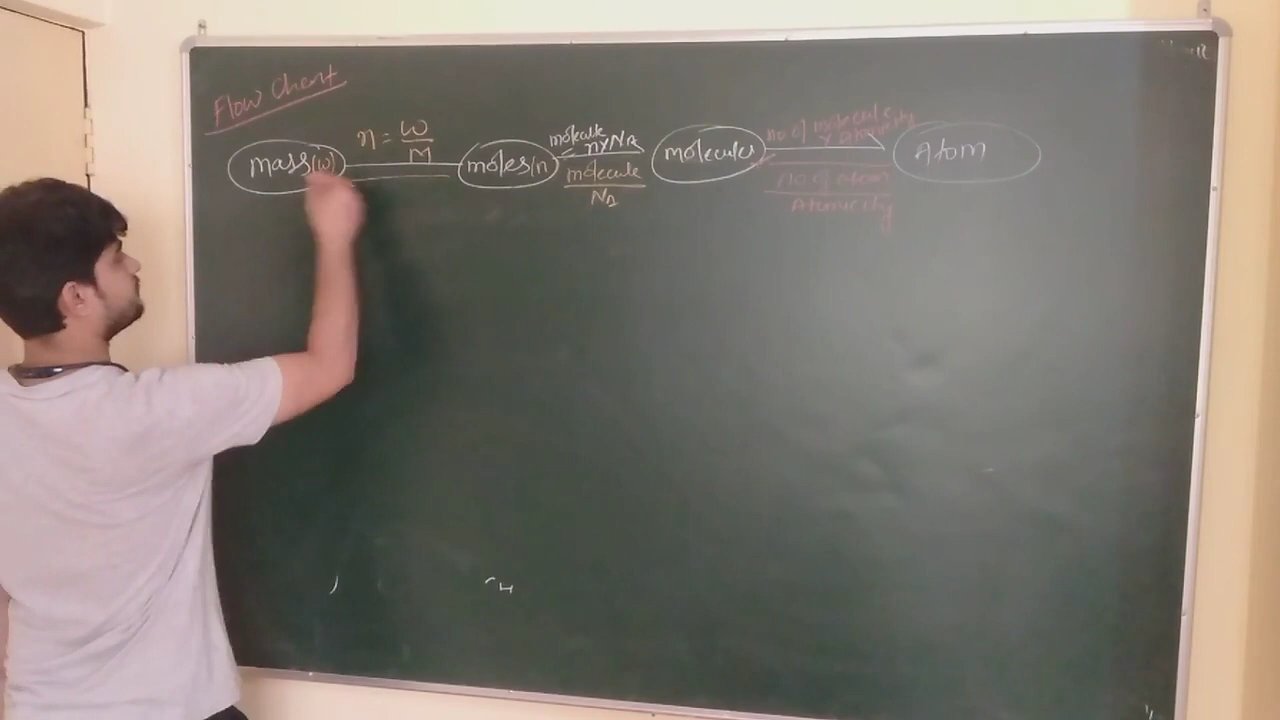 Flow Chart
mass(w)
n = w/M
moles(n
molecule
n×NA
molecule
NA
molecules
no of molecule
× Atomicity
No. of Atom
Atomicity
Atom